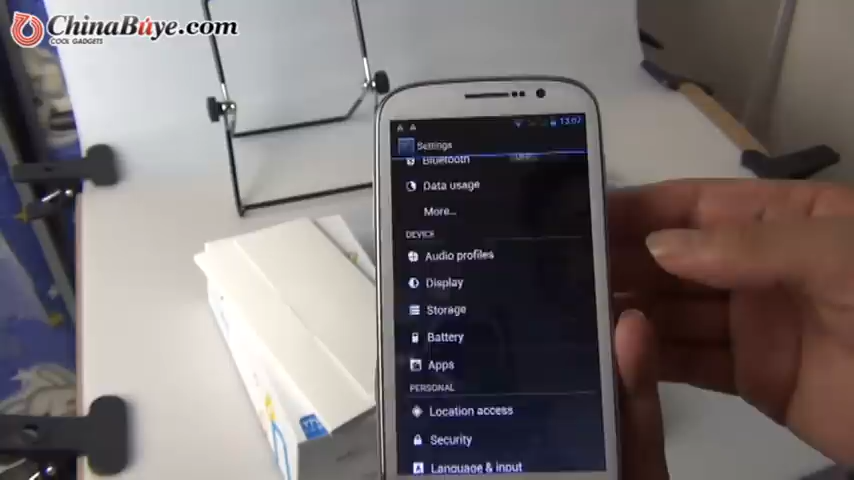 ChinaBuye.com
COOL GADGETS
13:07
Settings
Bluetooth
OFF
Data usage
More...
DEVICE
Audio profiles
Display
Storage
Battery
Apps
PERSONAL
Location access
Security
Language & input